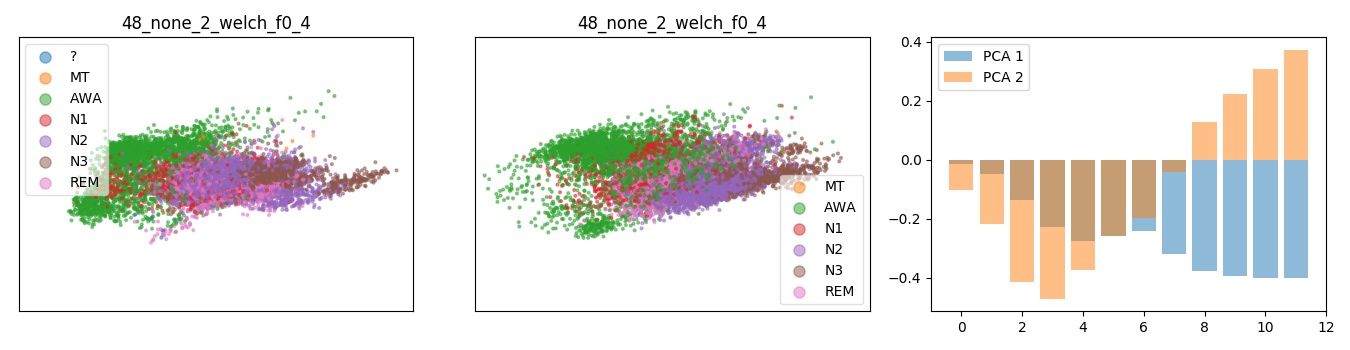 48_none_2_welch_f0_4
?
MT
AWA
N1
N2
N3
REM
48_none_2_welch_f0_4
MT
AWA
N1
N2
N3
REM
PCA 1
PCA 2
0.4
0.2
0.0
−0.2
−0.4
0 2 4 6 8 10 12